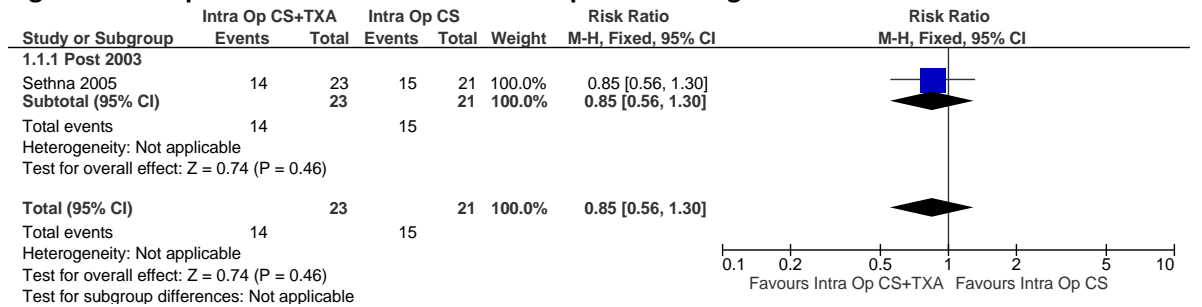 Intra Op CS+TXA Intra Op CS Risk Ratio Risk Ratio
Study or Subgroup Events Total Events Total Weight M-H, Fixed, 95% CI M-H, Fixed, 95% CI
1.1.1 Post 2003
Sethna 2005 14 23 15 21 100.0% 0.85 [0.56, 1.30]
Subtotal (95% CI) 23 21 100.0% 0.85 [0.56, 1.30]
Total events 14 15
Heterogeneity: Not applicable
Test for overall effect: Z = 0.74 (P = 0.46)
Total (95% CI) 23 21 100.0% 0.85 [0.56, 1.30]
Total events 14 15
Heterogeneity: Not applicable
Test for overall effect: Z = 0.74 (P = 0.46)
Test for subgroup differences: Not applicable
0.1 0.2 0.5 1 2 5 10
Favours Intra Op CS+TXA Favours Intra Op CS